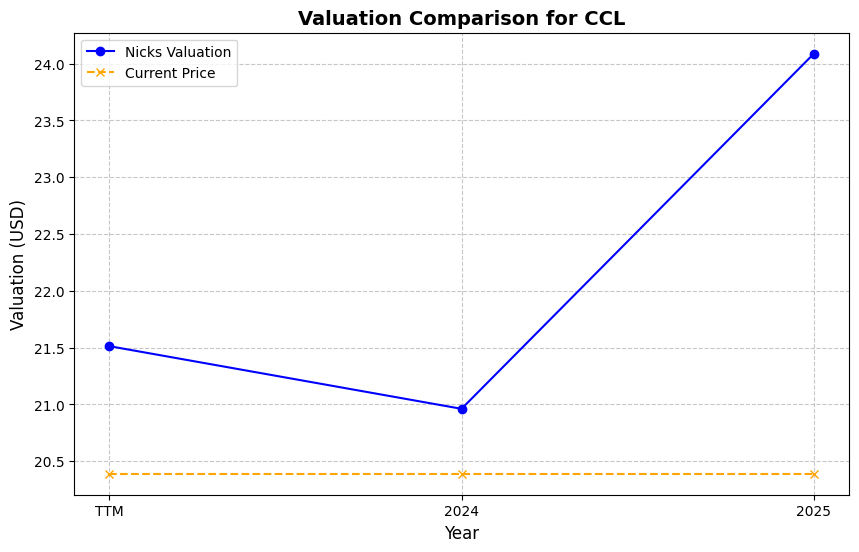 Valuation Comparison for CCL
Nicks Valuation
Current Price
Valuation (USD)
24.0
23.5
23.0
22.5
22.0
21.5
21.0
20.5
TTM
2024
2025
Year